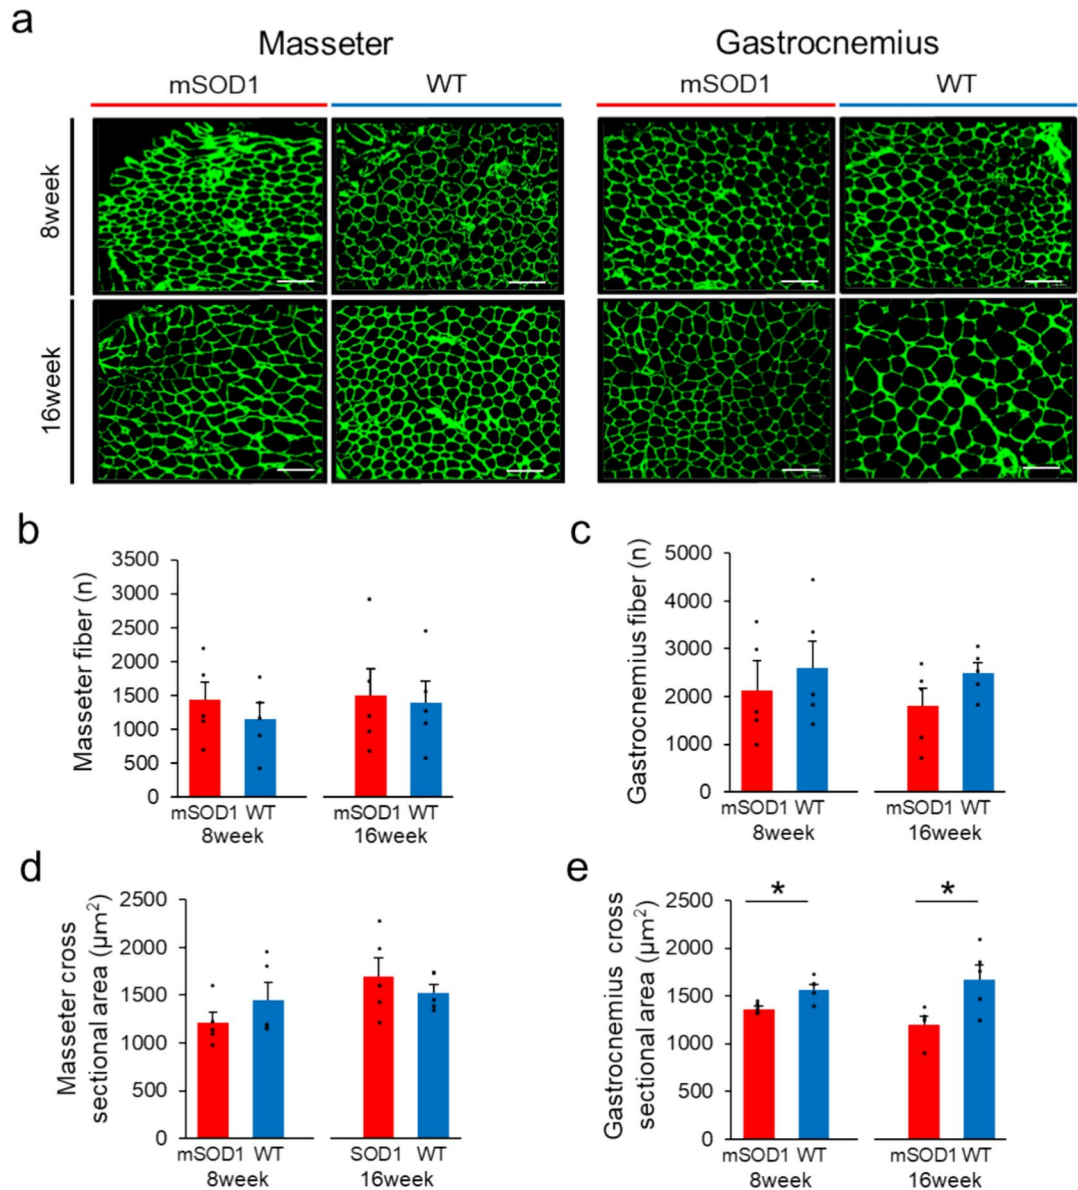 a
Masseter
Gastrocnemius
mSOD1
WT
mSOD1
WT
8week
16week
b
Masseter fiber (n)
3500
3000
2500
2000
1500
1000
500
0
mSOD1 WT
8week
mSOD1 WT
16week
c
Gastrocnemius fiber (n)
5000
4000
3000
2000
1000
0
mSOD1 WT
8week
mSOD1 WT
16week
d
Masseter cross
sectional area (µm²)
2500
2000
1500
1000
500
0
mSOD1 WT
8week
SOD1 WT
16week
e
Gastrocnemius cross
sectional area (µm²)
2500
2000
1500
1000
500
0
*
*
mSOD1 WT
8week
mSOD1 WT
16week